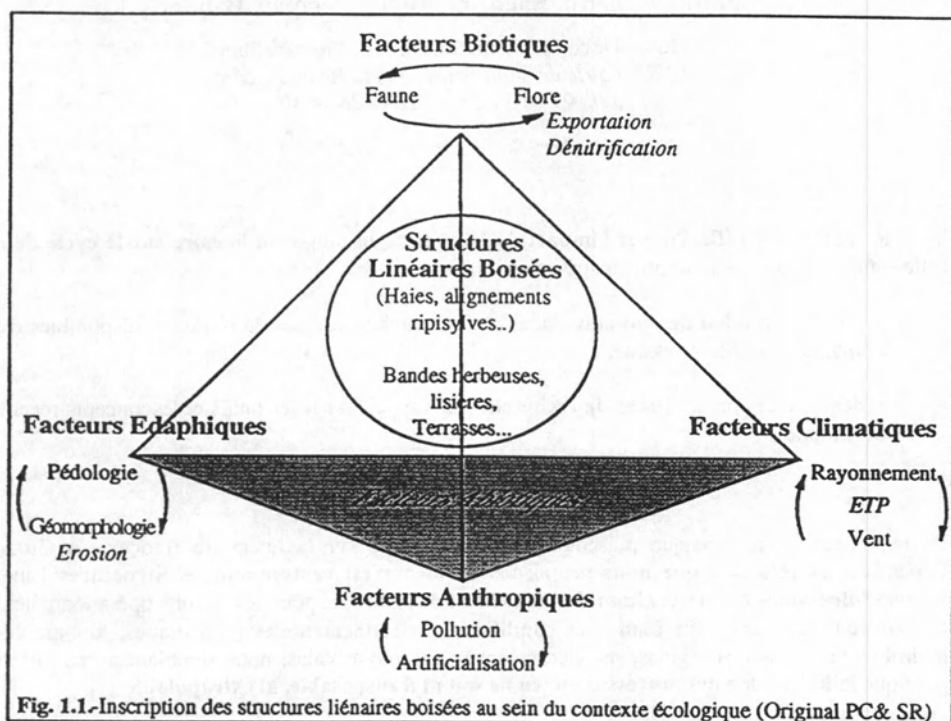 Facteurs Biotiques
Faune Flore
Exportation
Dénitrification
Structures
Linéaires Boisées
(Haies, alignements
ripisylves..)
Bandes herbeuses,
lisières,
Terrasses...
Facteurs Edaphiques
Facteurs Climatiques
Pédologie
Géomorphologie
Erosion
Rayonnement
ETP
Vent
Facteurs Anthropiques
Pollution
Artificialisation
Fig. 1.1.-Inscription des structures liénaires boisées au sein du contexte écologique (Original PC& SR)